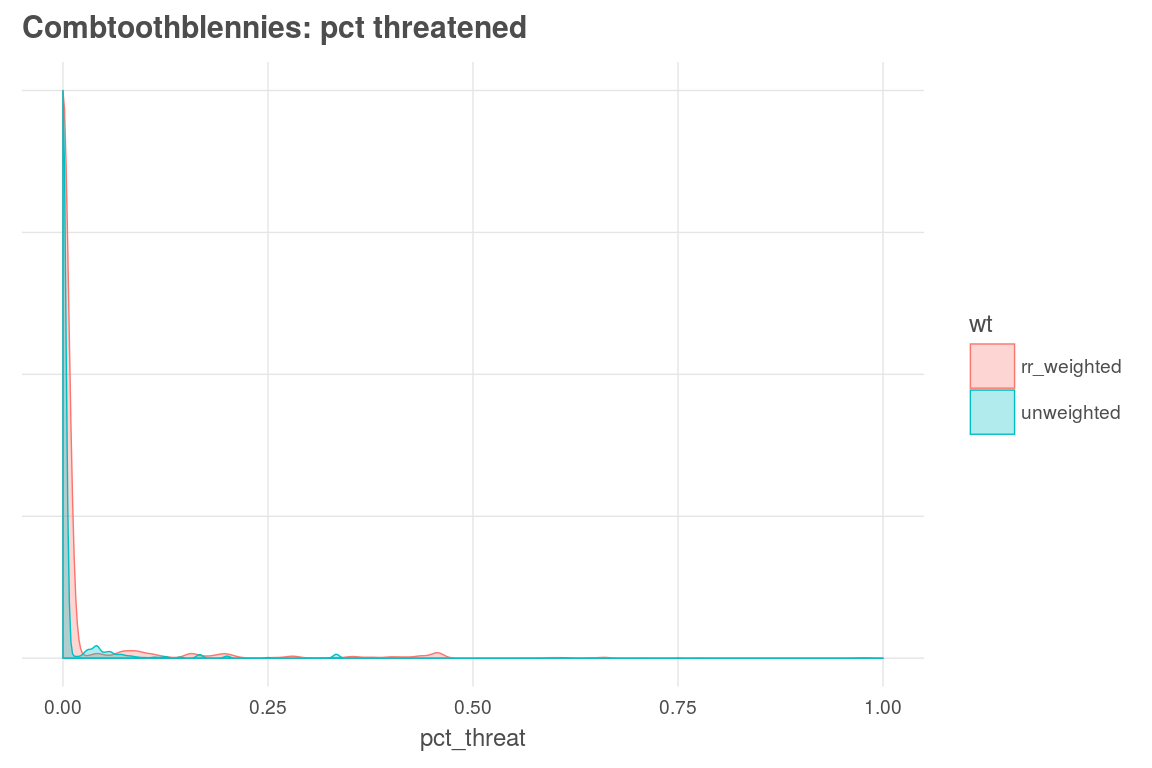 Combtoothblennies: pct threatened
wt
rr_weighted
unweighted
0.00 0.25 0.50 0.75 1.00
pct_threat